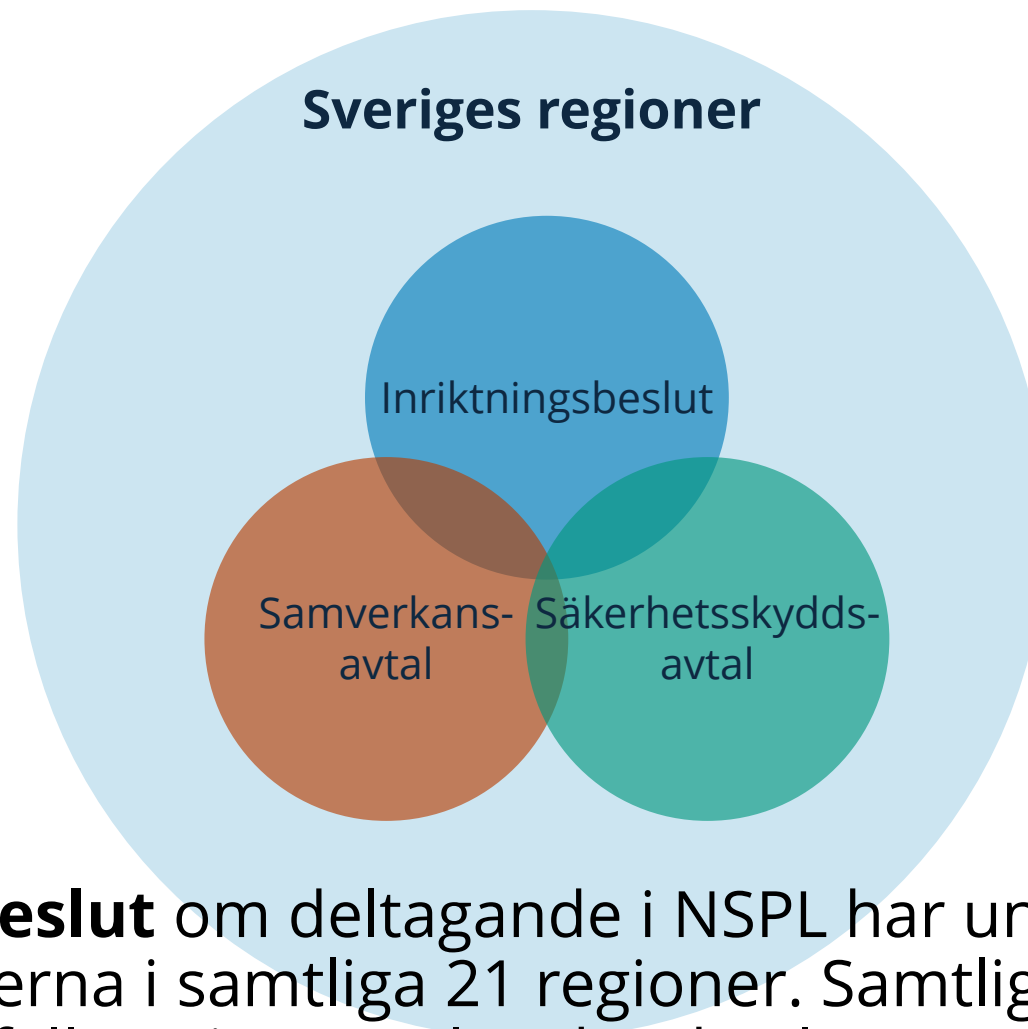 Sveriges regioner
Inriktningsbeslut
Samverkans-
avtal
Säkerhetsskydds-
avtal
eslut om deltagande i NSPL har un
erna i samtliga 21 regioner. Samtlig